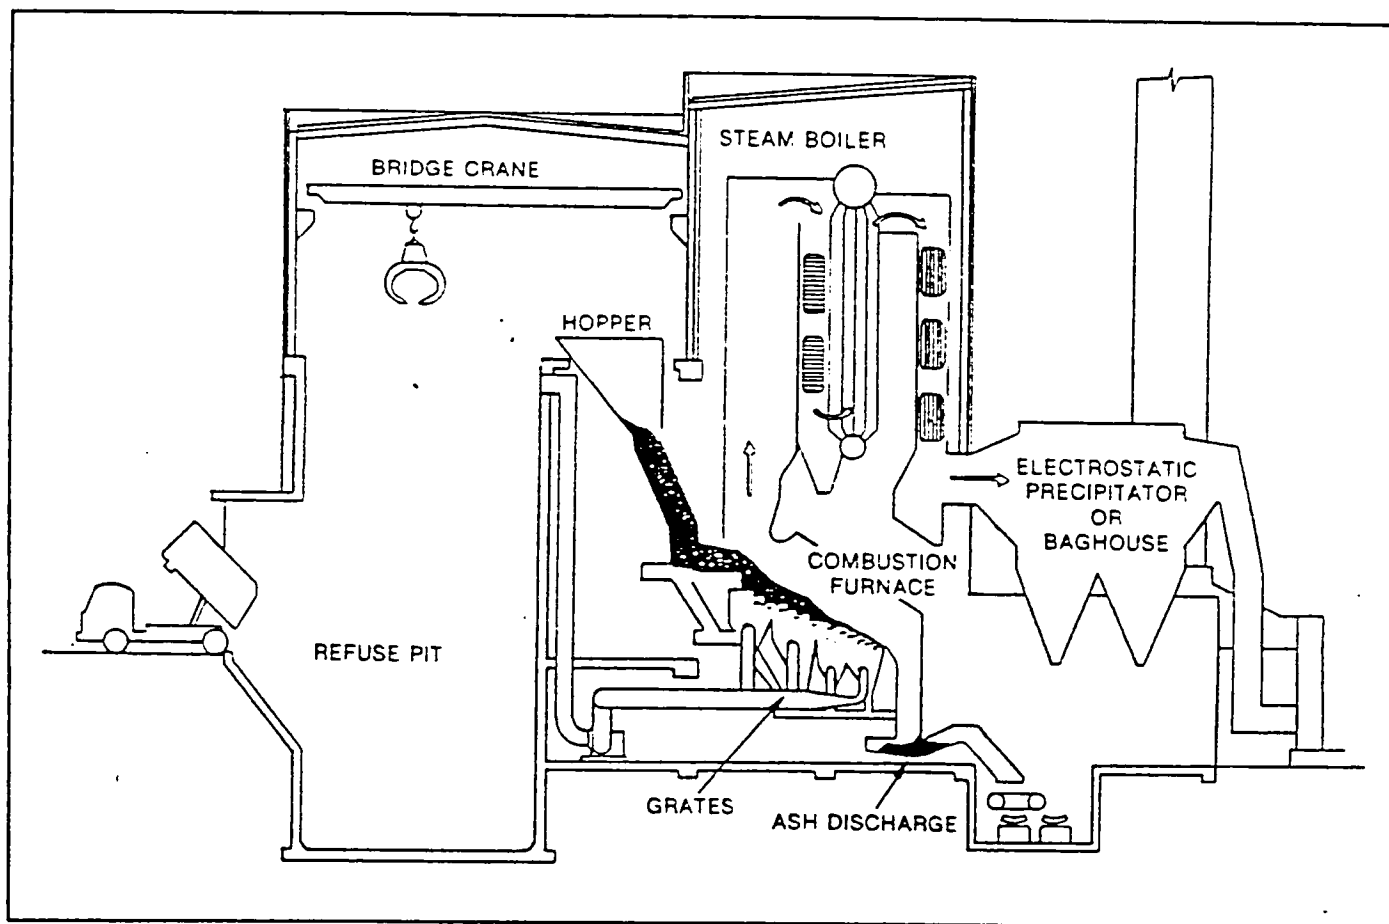 STEAM BOILER
BRIDGE CRANE
HOPPER
ELECTROSTATIC
PRECIPITATOR
OR
BAGHOUSE
COMBUSTION
FURNACE
REFUSE PIT
GRATES
ASH DISCHARGE